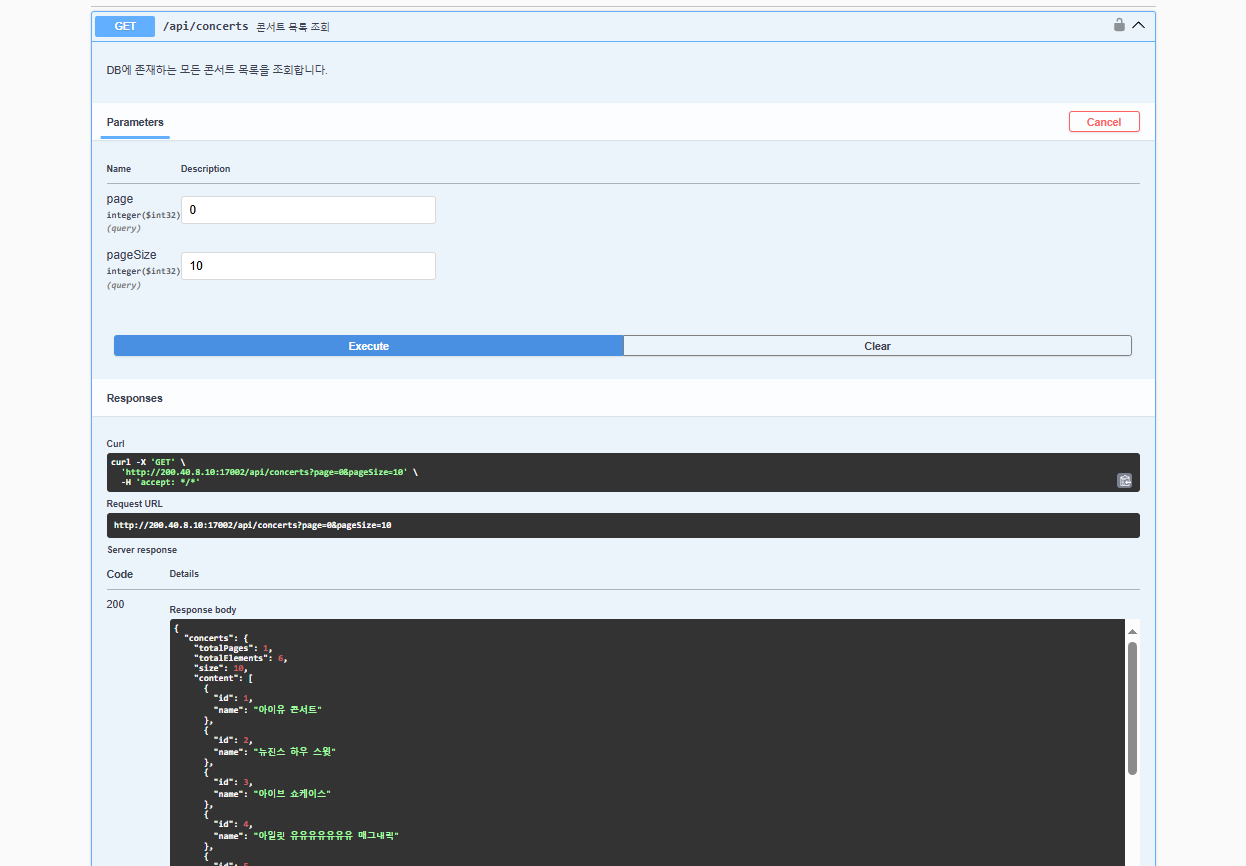 GET /api/concerts 콘서트 목록 조회
DB에 존재하는 모든 콘서트 목록을 조회합니다.
Parameters
Cancel
Name Description
page
integer($int32)
(query)
0
pageSize
integer($int32)
(query)
10
Execute Clear
Responses
Curl
curl -X 'GET' \
'http://200.40.8.10:17002/api/concerts?page=0&pageSize=10' \
-H 'accept: */*'
Request URL
http://200.40.8.10:17002/api/concerts?page=0&pageSize=10
Server response
Code Details
200
Response body
{
"concerts": {
"totalPages": 1,
"totalElements": 6,
"size": 10,
"content": [
{
"id": 1,
"name": "아이유 콘서트"
},
{
"id": 2,
"name": "뉴진스 하우 스윗"
},
{
"id": 3,
"name": "아이브 쇼케이스"
},
{
"id": 4,
"name": "아일릿 유유유유유유유 매그내릭"
},
{
"id": 5,